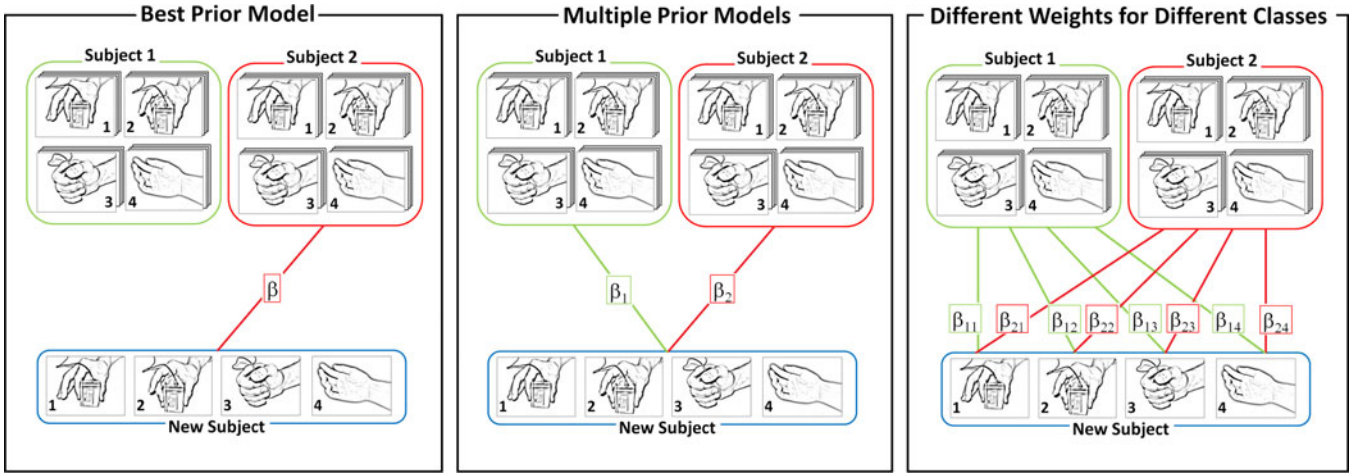 Best Prior Model
Subject 1
Subject 2
1 2 1 2
3 4 3 4
β
1 2 3 4
New Subject
Multiple Prior Models
Subject 1
Subject 2
1 2 1 2
3 4 3 4
β1 β2
1 2 3 4
New Subject
Different Weights for Different Classes
Subject 1
Subject 2
1 2 1 2
3 4 3 4
β11 β21 β12 β22 β13 β23 β14 β24
1 2 3 4
New Subject